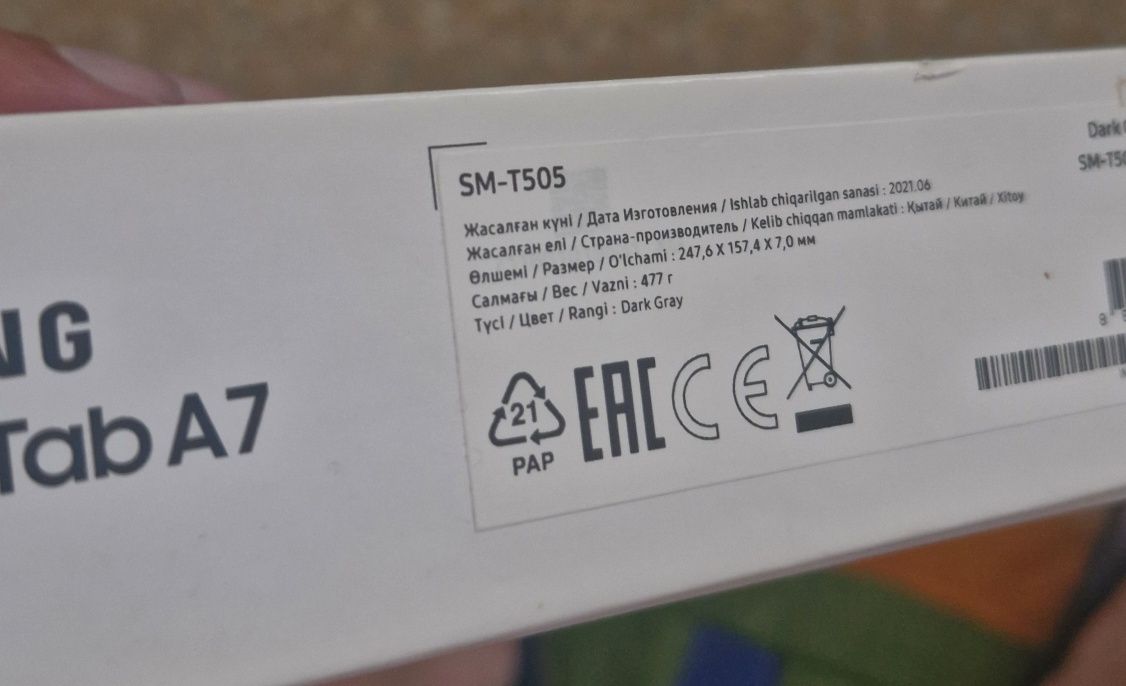 NG
Tab A7
SM-T505
Жасалған күні / Дата Изготовления / Ishlab chiqarilgan sanasi : 2021.06
Жасалған елі / Страна-производитель / Kelib chiqqan mamlakati : Қытай / Китай / Xitoy
Өлшемі / Размер / O'lchami : 247,6 X 157,4 X 7,0 мм
Салмағы / Вес / Vazni : 477 г
Түсі / Цвет / Rangi : Dark Gray
21
PAP
EAC CE
Dark
SM-T50
8